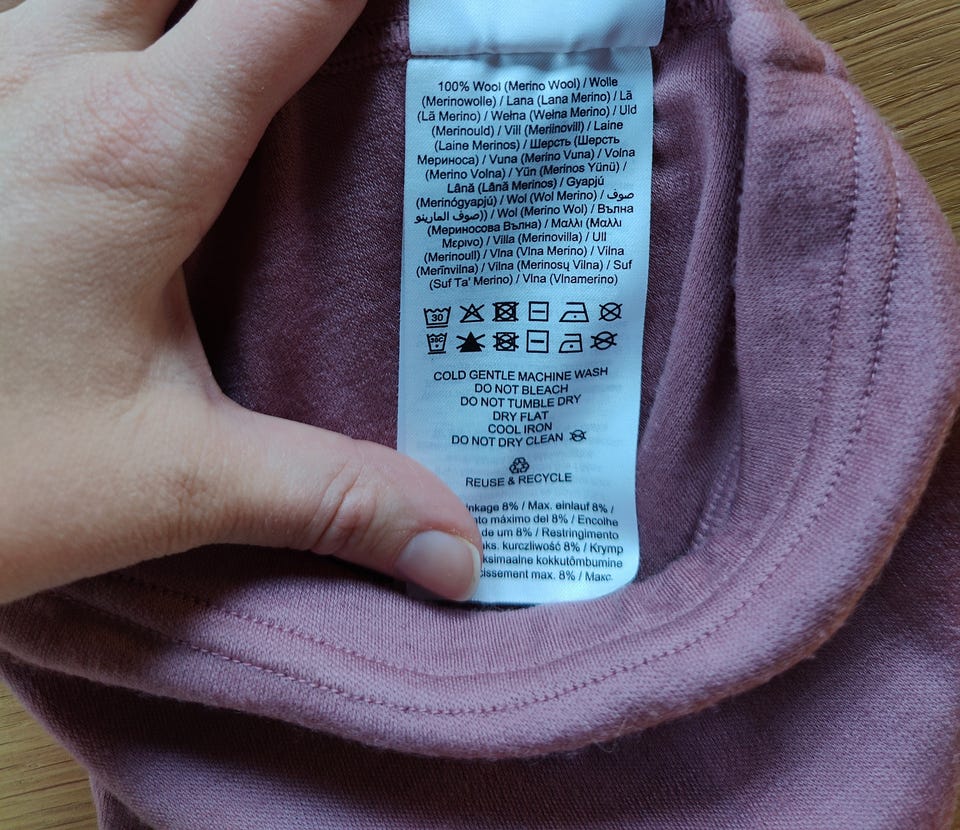 100% Wool (Merino Wool) / Wolle
(Merinowolle) / Lana (Lana Merino) / Lã
(Lã Merino) / Wełna (Wełna Merino) / Uld
(Merinould) / Vill (Meriinovill) / Laine
(Laine Merinos) / Шерсть (Шерсть
Мериноса) / Vuna (Merino Vuna) / Volna
(Merino Volna) / Yün (Merinos Yünü) /
Lână (Lână Merinos) / Gyapjú
(Merinógyapjú) / Wol (Wol Merino) / صوف
(صوف المارينو)) / Wol (Merino Wol) / Вълна
(Мериносова Вълна) / Μαλλι (Μαλλι
Μερινο) / Villa (Merinovilla) / Ull
(Merinoull) / Vlna (Vlna Merino) / Vilna
(Merīnvilna) / Vilna (Merinosų Vilna) / Suf
(Suf Ta' Merino) / Vlna (Vlnamerino)
30
30C
COLD GENTLE MACHINE WASH
DO NOT BLEACH
DO NOT TUMBLE DRY
DRY FLAT
COOL IRON
DO NOT DRY CLEAN
REUSE & RECYCLE
nkage 8% / Max. einlauf 8% /
nto máximo del 8% / Encolhe
de um 8% / Restringimento
aks. kurczliwość 8% / Krymp
ksimaalne kokkutõmbumine
cissement max. 8% / Макс.